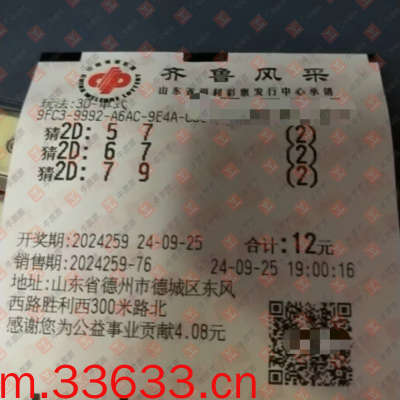 齐鲁风采
山东省福利彩票发行中心承销
玩法:3D-单式
9FC3-9992-A6AC-9E4A-
猜2D: 5 7 (2)
猜2D: 6 7 (2)
猜2D: 7 9 (2)
开奖期:2024259 24-09-25 合计:12元
销售期:2024259-76 24-09-25 19:00:16
地址:山东省德州市德城区东风
西路胜利西300米路北
感谢您为公益事业贡献4.08元
m.33633.cn